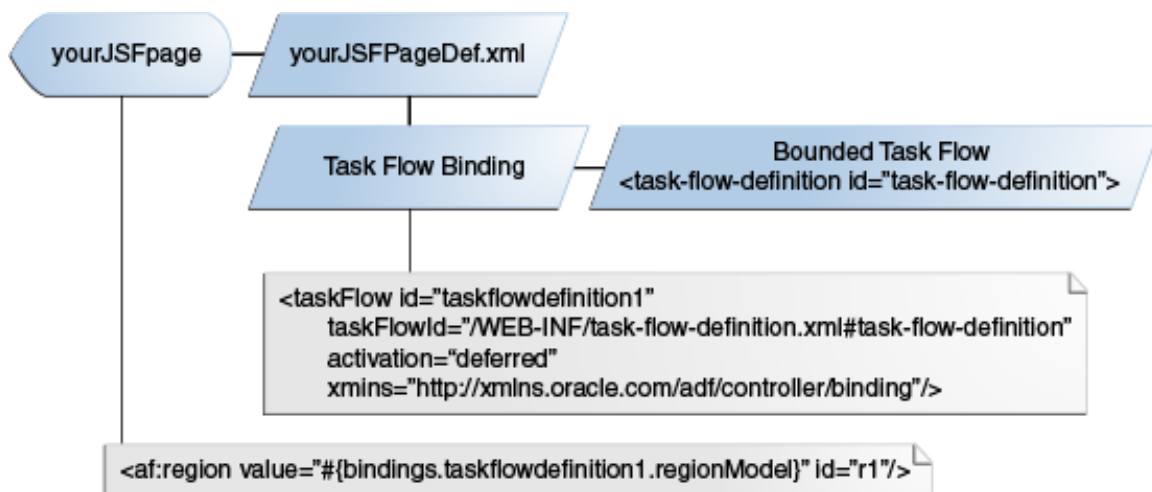 yourJSFpage
yourJSFPageDef.xml
Task Flow Binding
Bounded Task Flow
<task-flow-definition id=”task-flow-definition”>
<taskFlow id=”taskflowdefinition1”
taskFlowId=”/WEB-INF/task-flow-definition.xml#task-flow-definition”
activation=“deferred”
xmins=”http://xmlns.oracle.com/adf/controller/binding”/>
<af:region value=”#{bindings.taskflowdefinition1.regionModel}” id=”r1”/>